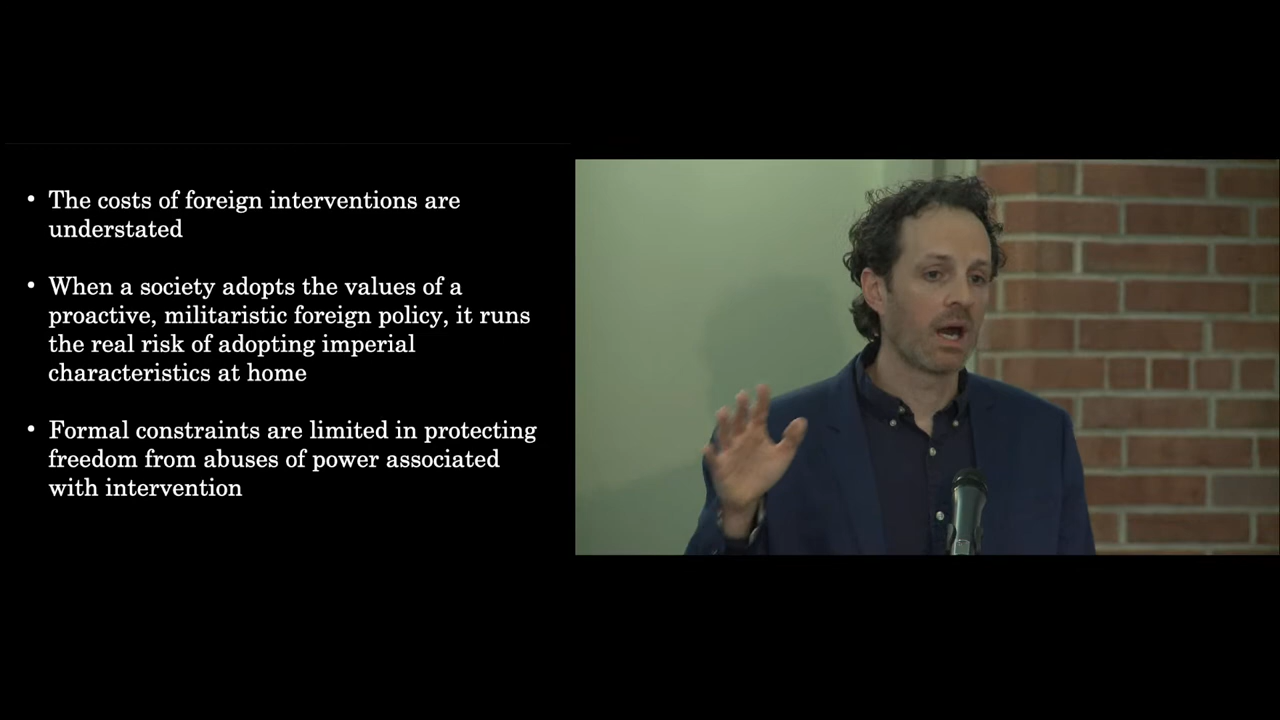 • The costs of foreign interventions are
understated
• When a society adopts the values of a
proactive, militaristic foreign policy, it runs
the real risk of adopting imperial
characteristics at home
• Formal constraints are limited in protecting
freedom from abuses of power associated
with intervention